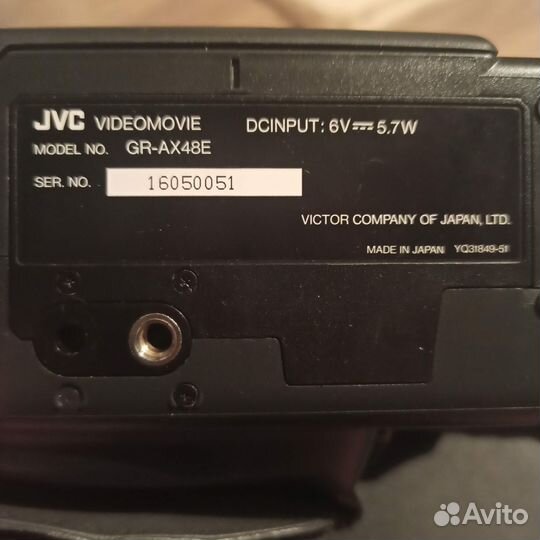 JVC VIDEOMOVIE DCINPUT: 6V⎓5.7W
MODEL NO. GR-AX48E
SER. NO. 16050051
VICTOR COMPANY OF JAPAN, LTD.
MADE IN JAPAN YQ31849-51
Avito